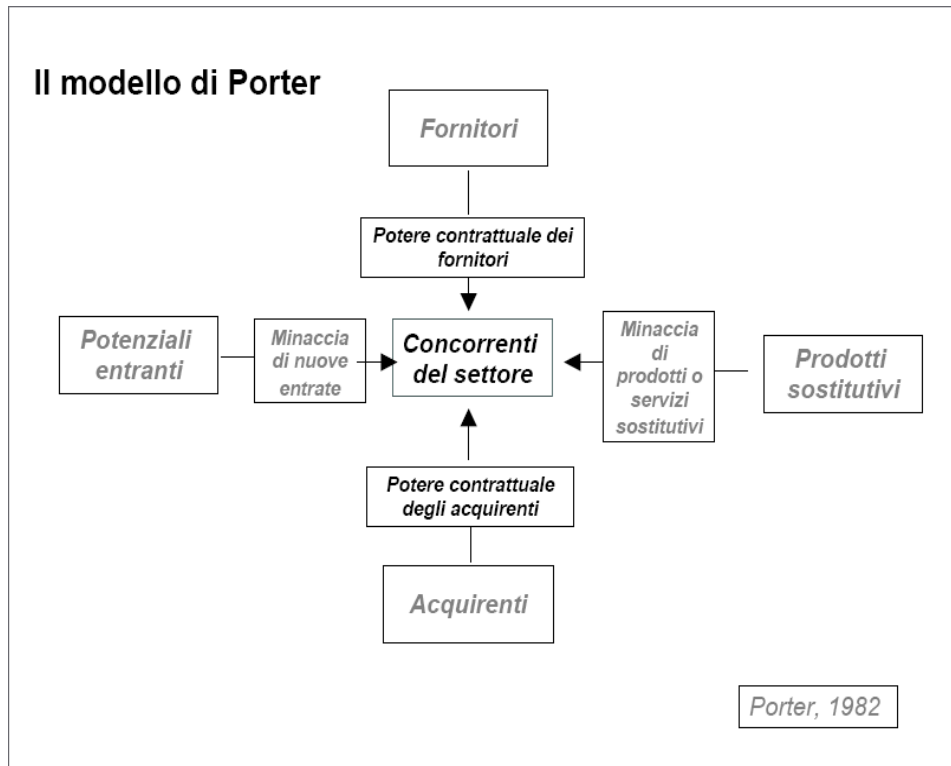 Il modello di Porter
Fornitori
Potere contrattuale dei
fornitori
Potenziali
entranti
Minaccia
di nuove
entrate
Concorrenti
del settore
Minaccia
di
prodotti o
servizi
sostitutivi
Prodotti
sostitutivi
Potere contrattuale
degli acquirenti
Acquirenti
Porter, 1982